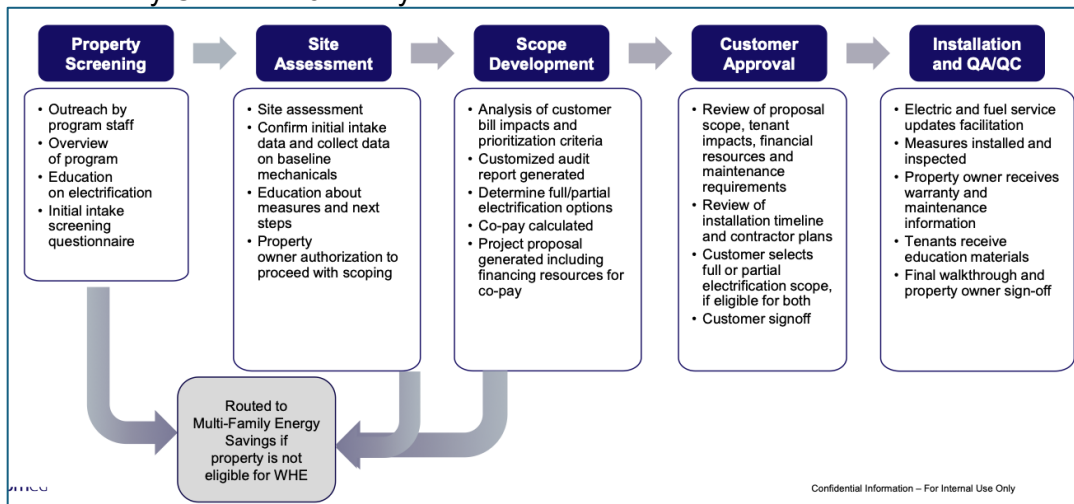 Property
Screening
Site
Assessment
Scope
Development
Customer
Approval
Installation
and QA/QC
• Outreach by
program staff
• Overview
of program
• Education
on electrification
• Initial intake
screening
questionnaire
• Site assessment
• Confirm initial intake
data and collect data
on baseline
mechanicals
• Education about
measures and next
steps
• Property
owner authorization to
proceed with scoping
• Analysis of customer
bill impacts and
prioritization criteria
• Customized audit
report generated
• Determine full/partial
electrification options
• Co-pay calculated
• Project proposal
generated including
financing resources for
co-pay
• Review of proposal
scope, tenant
impacts, financial
resources and
maintenance
requirements
• Review of
installation timeline
and contractor plans
• Customer selects
full or partial
electrification scope,
if eligible for both
• Customer signoff
• Electric and fuel service
updates facilitation
• Measures installed and
inspected
• Property owner receives
warranty and
maintenance
information
• Tenants receive
education materials
• Final walkthrough and
property owner sign-off
Routed to
Multi-Family Energy
Savings if
property is not
eligible for WHE
Confidential Information – For Internal Use Only